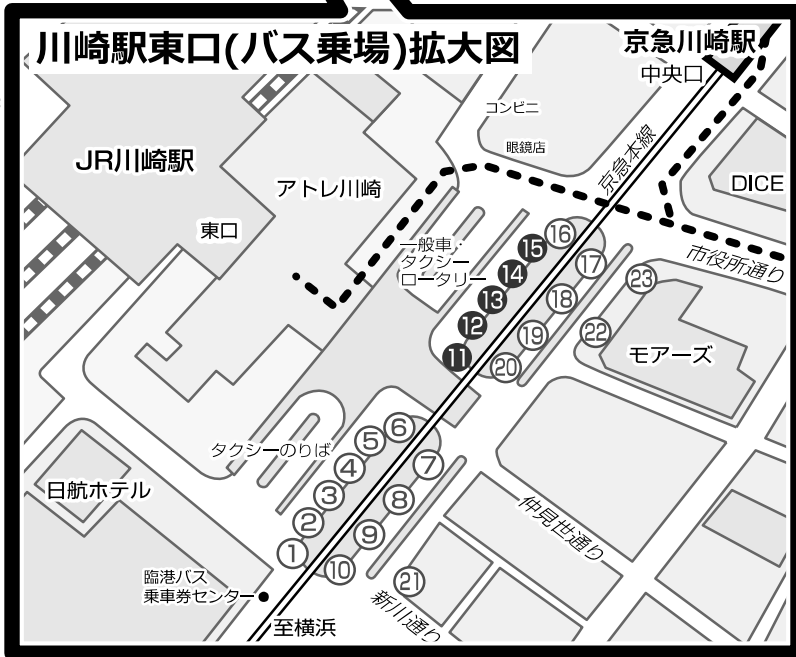 川崎駅東口(バス乗場)拡大図
京急川崎駅
中央口
コンビニ
眼鏡店
京急本線
JR川崎駅
アトレ川崎
DICE
東口
一般車・
タクシー
ロータリー
市役所通り
⑯
⑮
⑭
⑬
⑫
⑪
⑰
⑱
⑲
⑳
㉓
㉒
モアーズ
タクシーのりば
⑥
⑤
④
③
②
①
⑦
⑧
⑨
⑩
日航ホテル
仲見世通り
㉑
新川通り
臨港バス
乗車券センター
至横浜